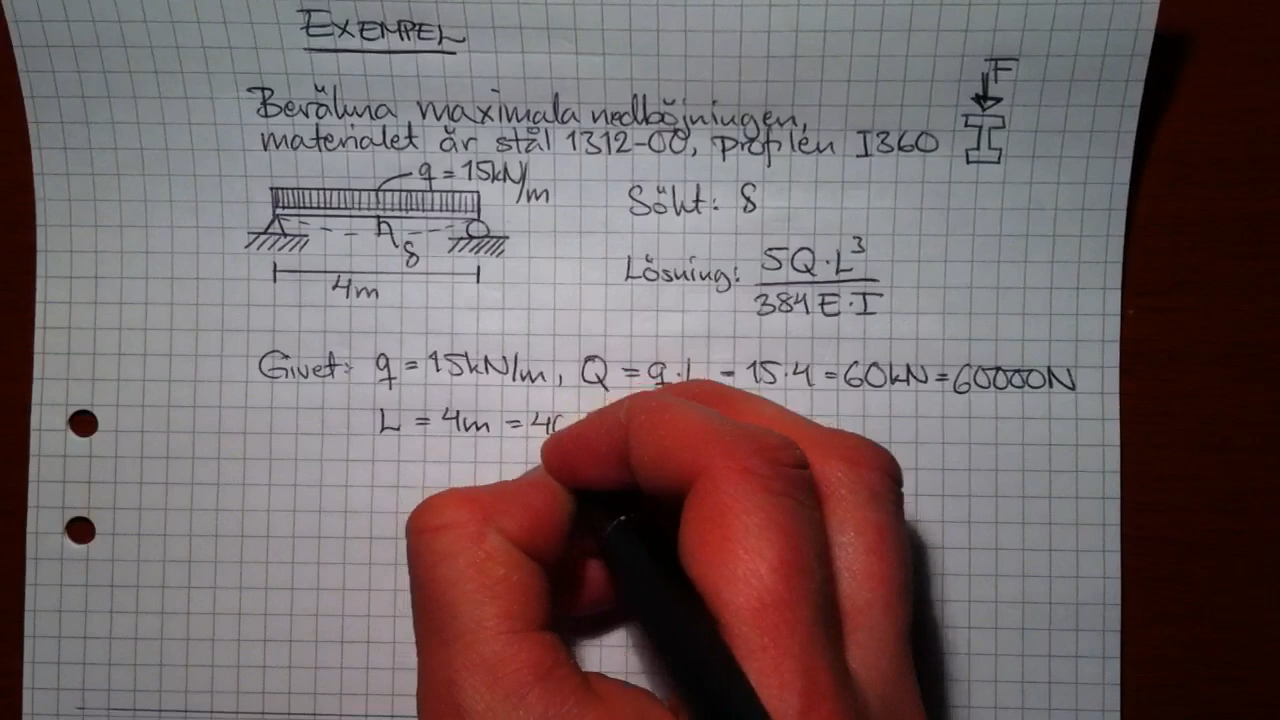 EXEMPEL
F
Beräkna maximala nedböjningen,
materialet är stål 1312-00, profilen I360
q = 15kN/m
Sökt: δ
δ
4m
Lösning: 5Q·L³
384E·I
Givet: q = 15kN/m, Q = q·L = 15·4 = 60kN = 60000N
L = 4m = 40